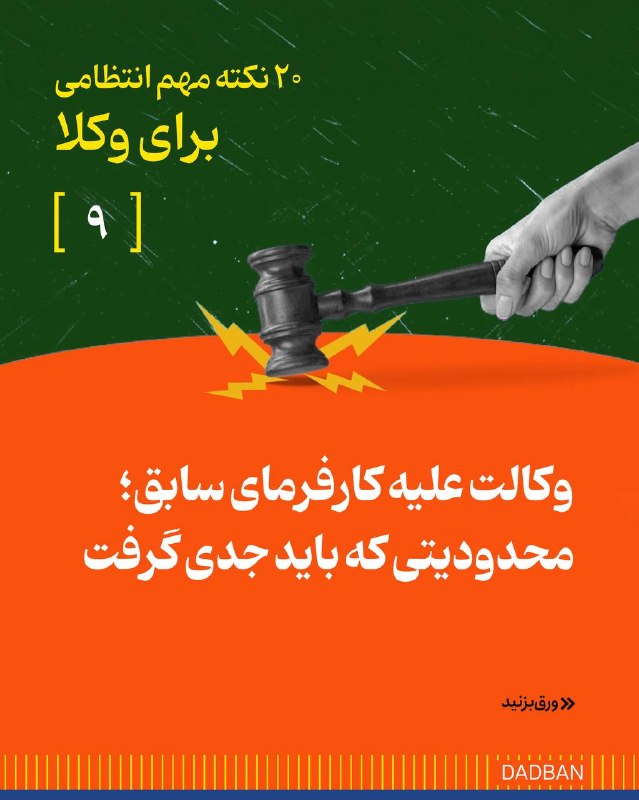 ۲۰ نکته مهم انتظامی
برای وکلا
[ ۹ ]
وکالت علیه کارفرمای سابق؛
محدودیتی که باید جدی گرفت
»ورق‌بزنید
DADBAN